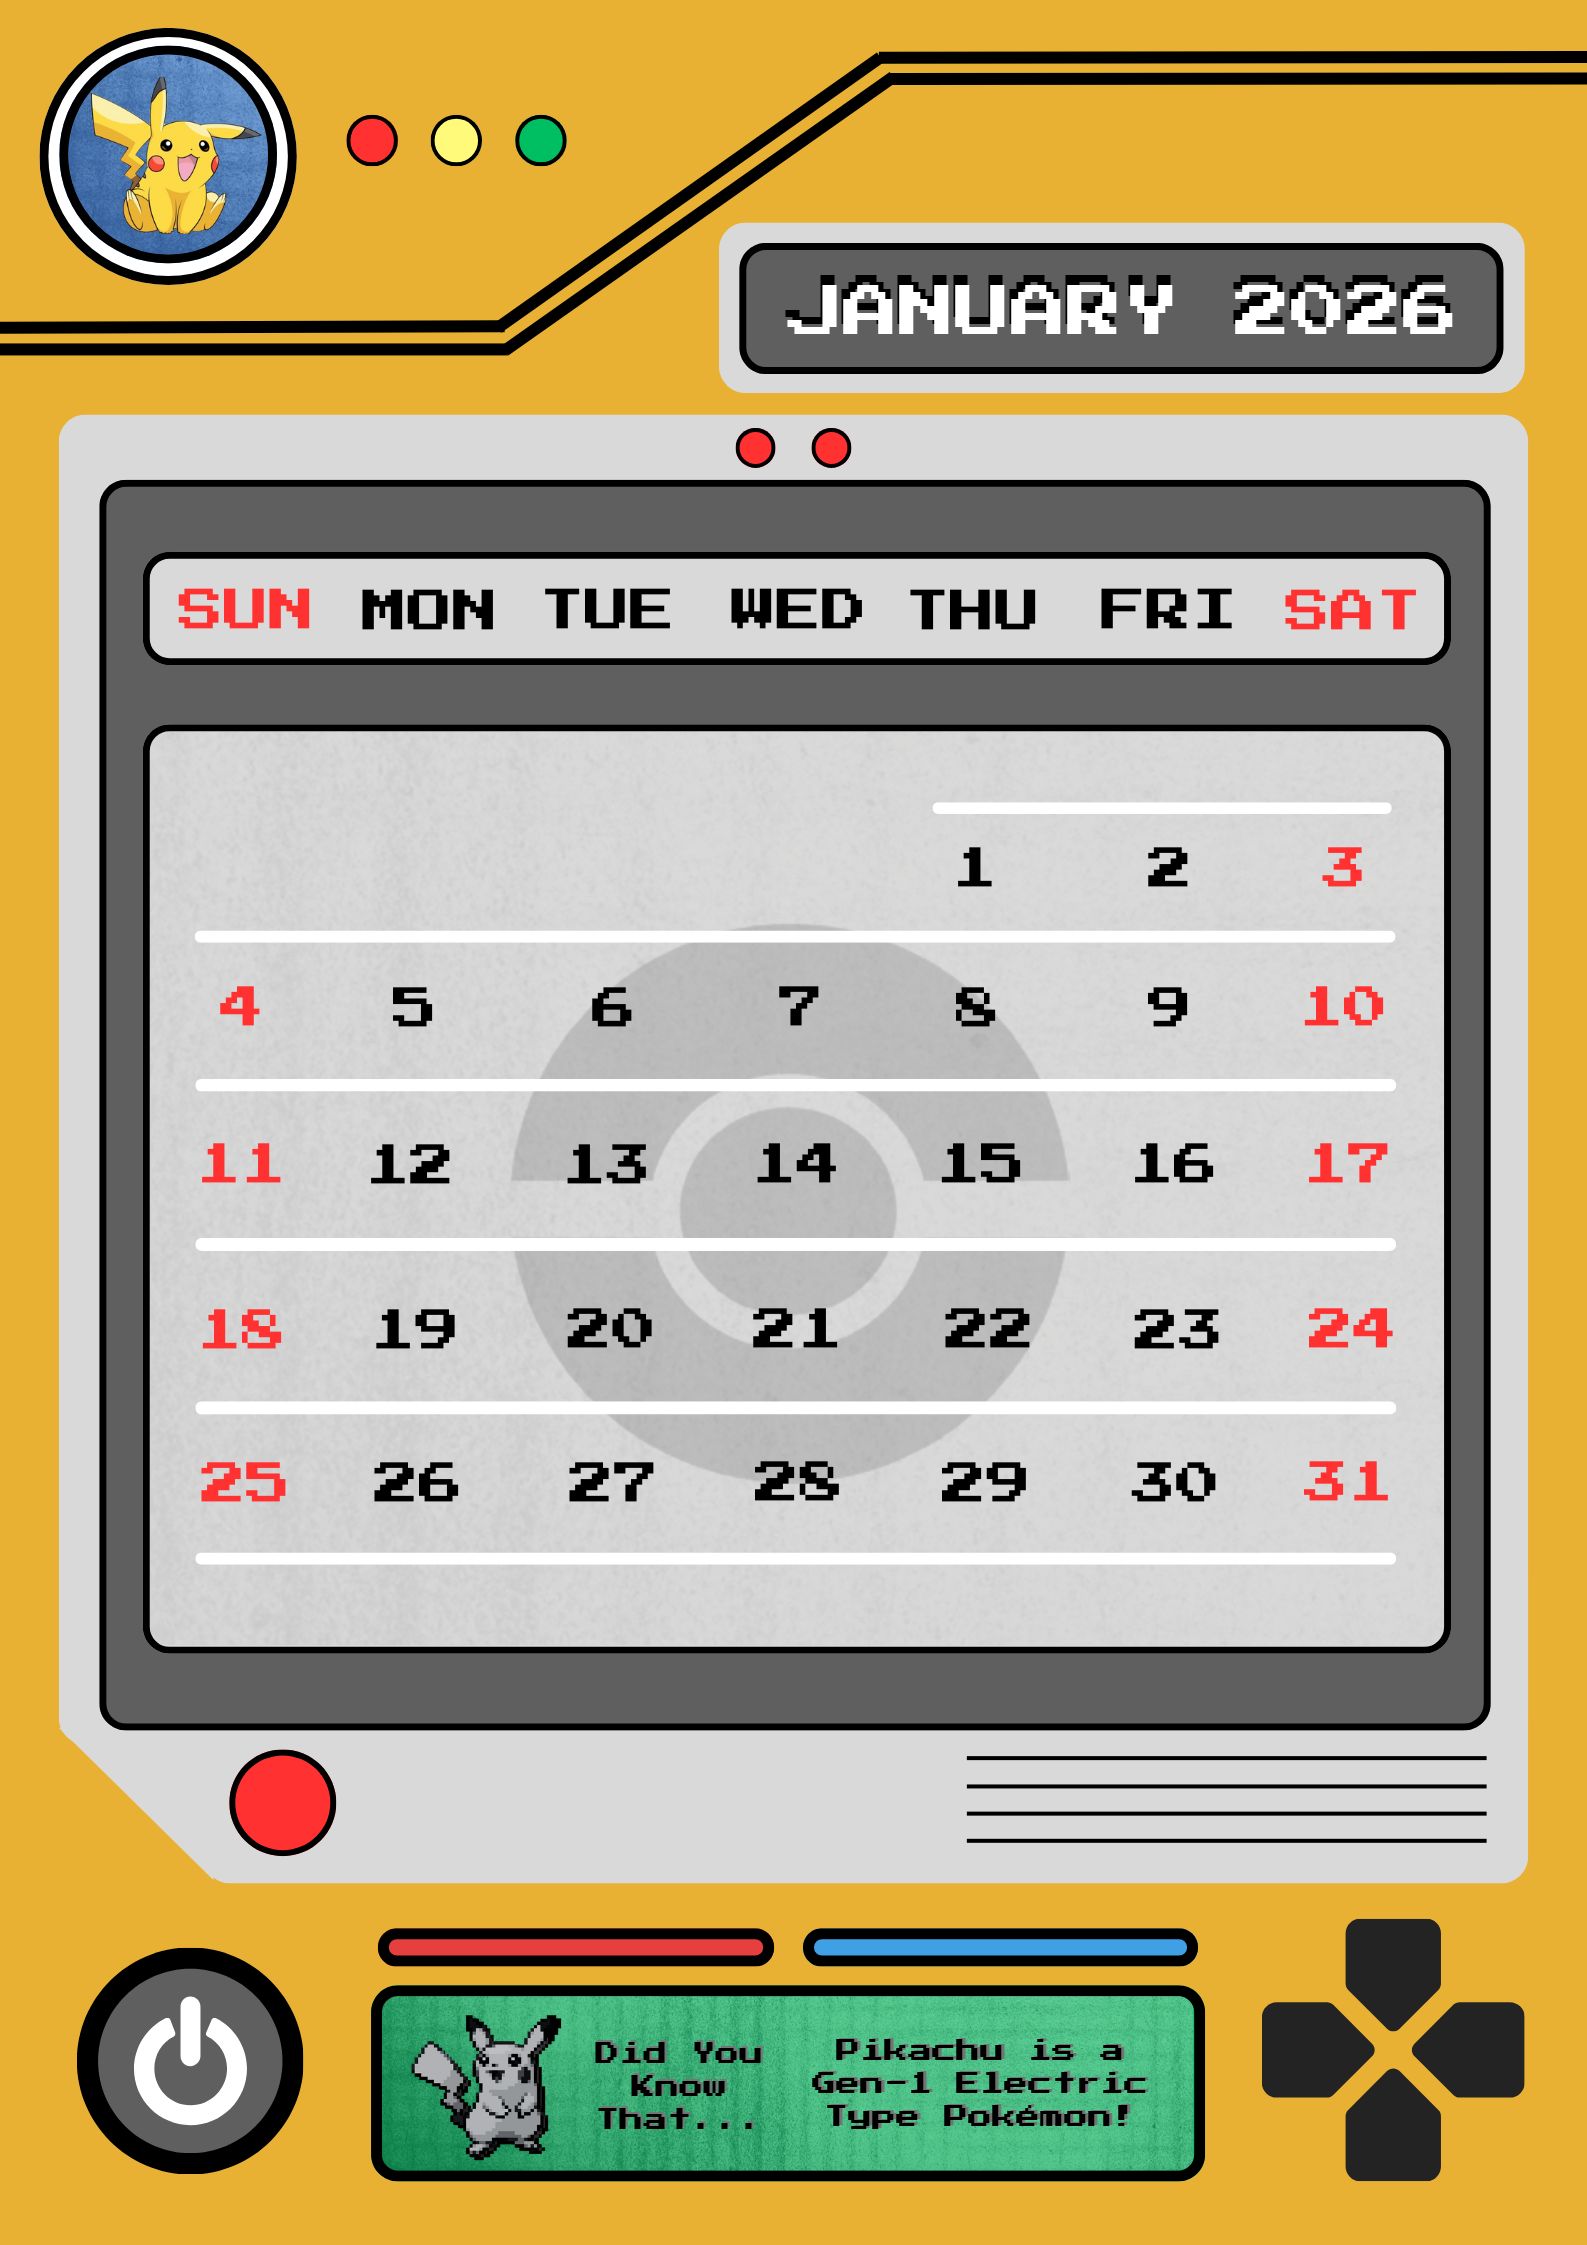 JANUARY 2026
SUN MON TUE WED THU FRI SAT
1 2 3
4 5 6 7 8 9 10
11 12 13 14 15 16 17
18 19 20 21 22 23 24
25 26 27 28 29 30 31
Did You
Know
That...
Pikachu is a
Gen-1 Electric
Type Pokémon!